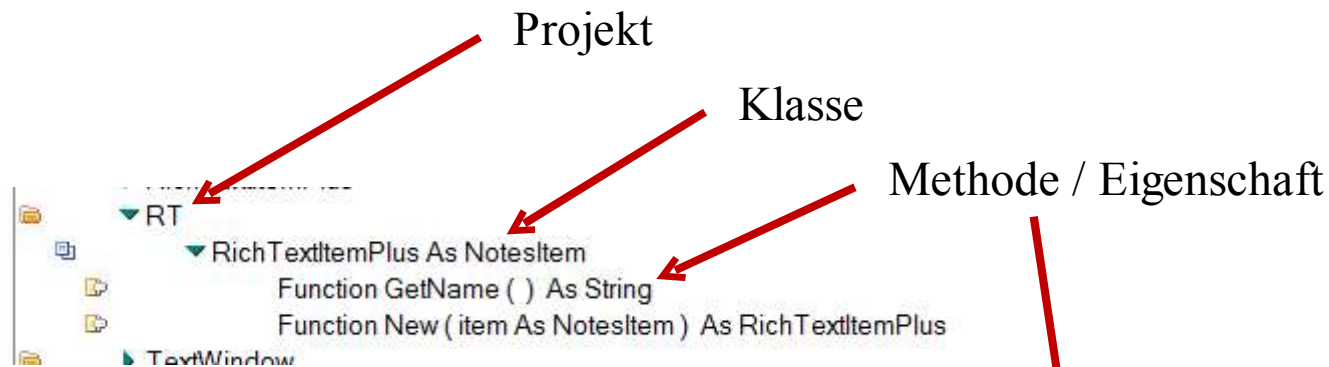 Projekt
Klasse
Methode / Eigenschaft
RT
RichTextItemPlus As NotesItem
Function GetName ( ) As String
Function New ( item As NotesItem ) As RichTextItemPlus
TextWindow